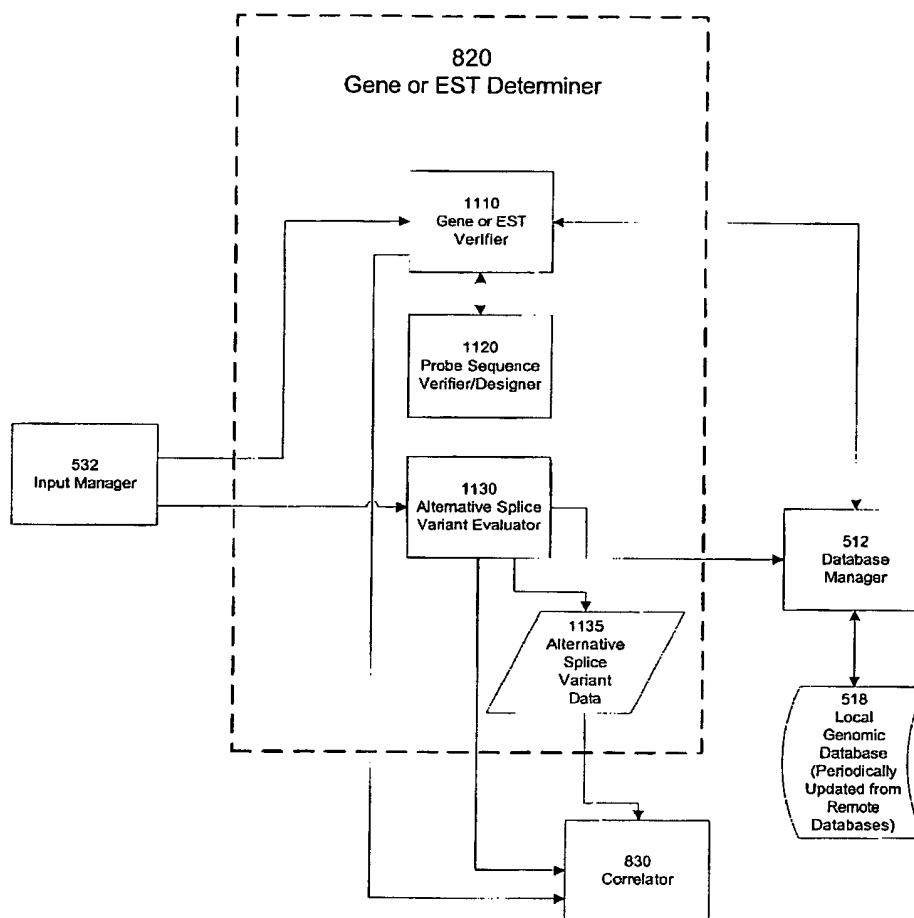 820
Gene or EST Determiner
1110
Gene or EST
Verifier
1120
Probe Sequence
Verifier/Designer
532
Input Manager
1130
Alternative Splice
Variant Evaluator
512
Database
Manager
1135
Alternative
Splice
Variant
Data
518
Local
Genomic
Database
(Periodically
Updated from
Remote
Databases)
830
Correlator